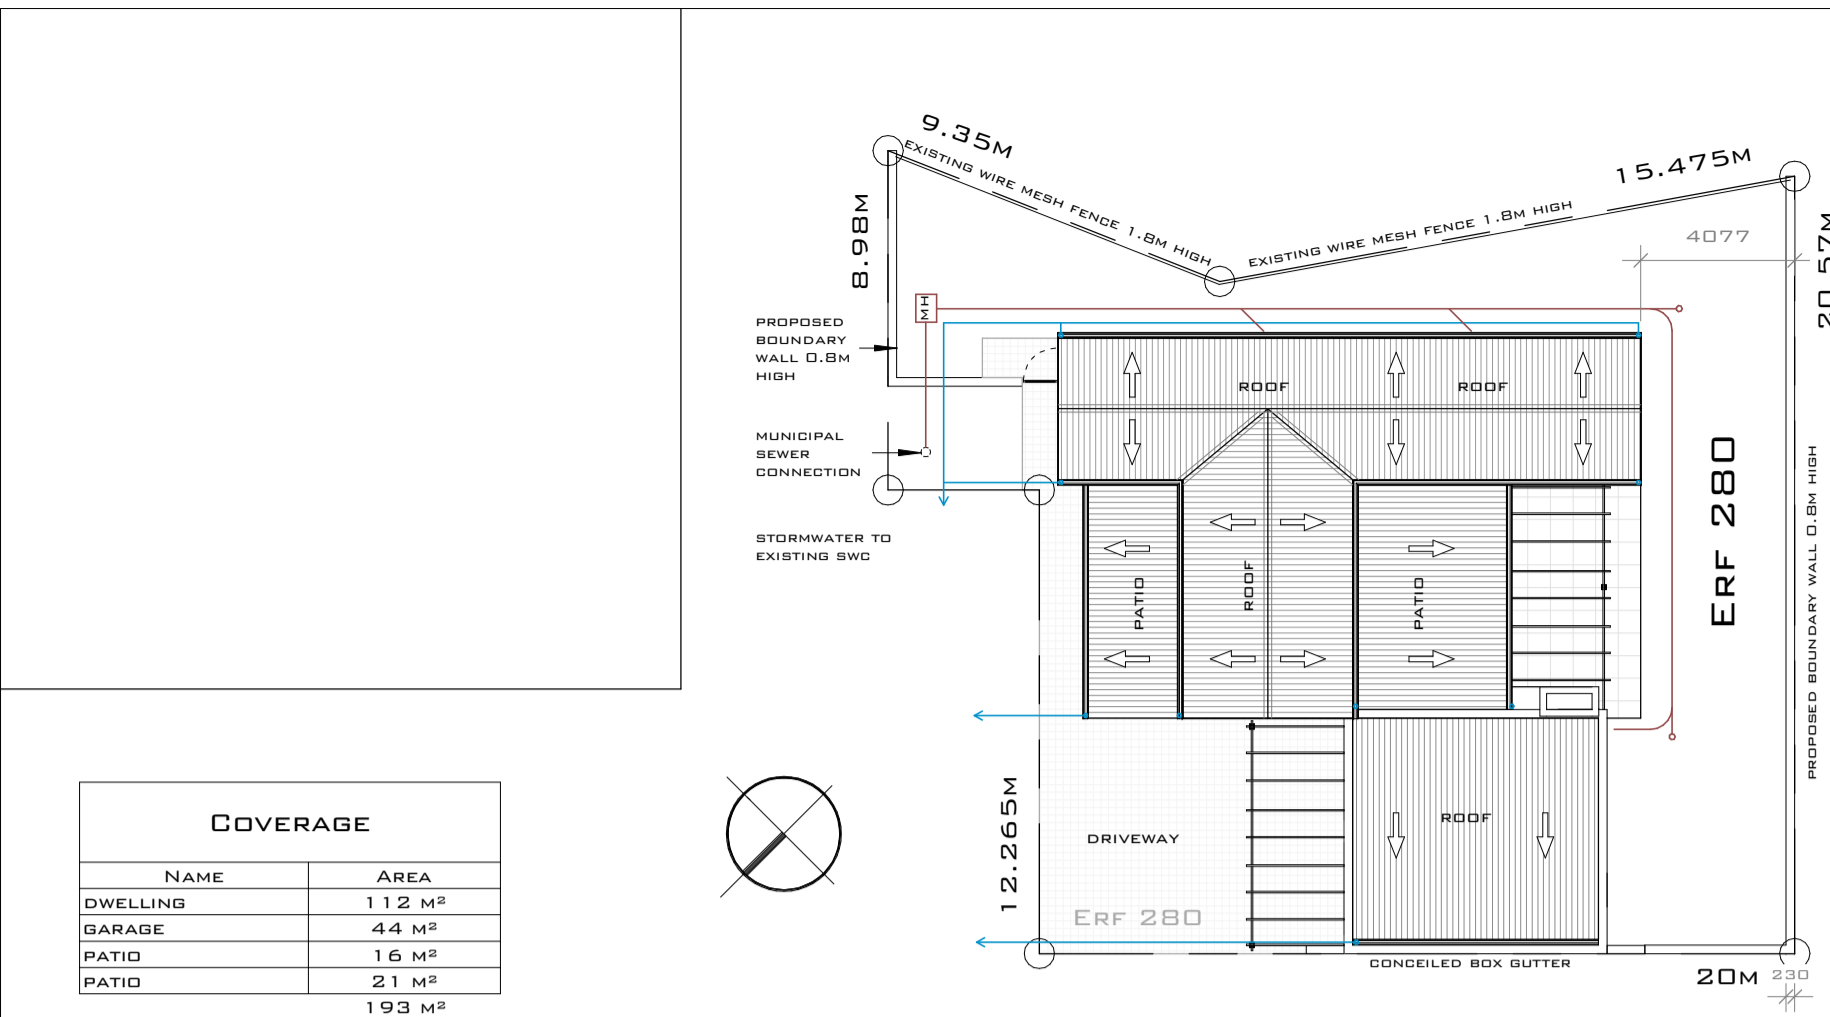 9.35M
EXISTING WIRE MESH FENCE 1.8M HIGH
15.475M
EXISTING WIRE MESH FENCE 1.8M HIGH
8.98M
4077
20.57M
MH
PROPOSED
BOUNDARY
WALL 0.8M
HIGH
ROOF
ROOF
MUNICIPAL
SEWER
CONNECTION
ERF 280
PROPOSED BOUNDARY WALL 0.8M HIGH
STORMWATER TO
EXISTING SWC
PATIO
ROOF
PATIO
12.265M
DRIVEWAY
ROOF
ERF 280
CONCEILED BOX GUTTER
20M
230
COVERAGE
NAME AREA
DWELLING 112 M²
GARAGE 44 M²
PATIO 16 M²
PATIO 21 M²
193 M²